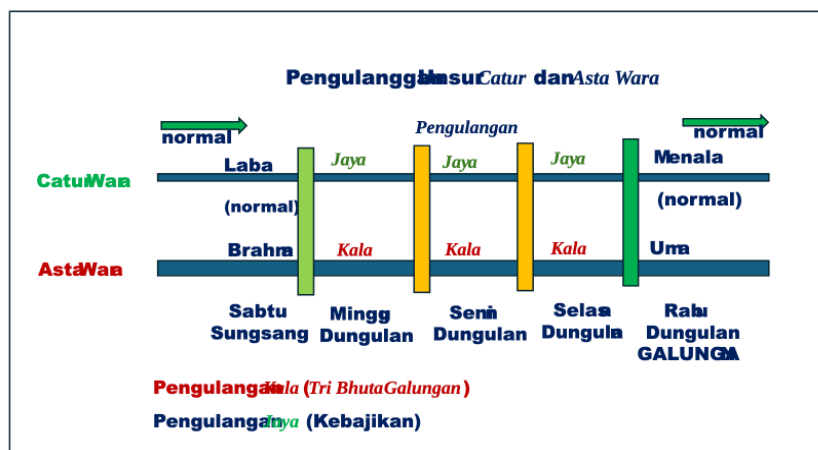 Pengulanggan Unsur Catur dan Asta Wara
normal
Pengulangan
normal
Laba
Jaya
Jaya
Jaya
Menala
Catur Wara
(normal)
(normal)
Brahma
Kala
Kala
Kala
Uma
Asta Wara
Sabtu
Sungsang
Minggu
Dungulan
Senin
Dungulan
Selasa
Dungulan
Rabu
Dungulan
GALUNGAN
Pengulangan Kala (Tri Bhuta Galungan)
Pengulangan Jaya (Kebajikan)